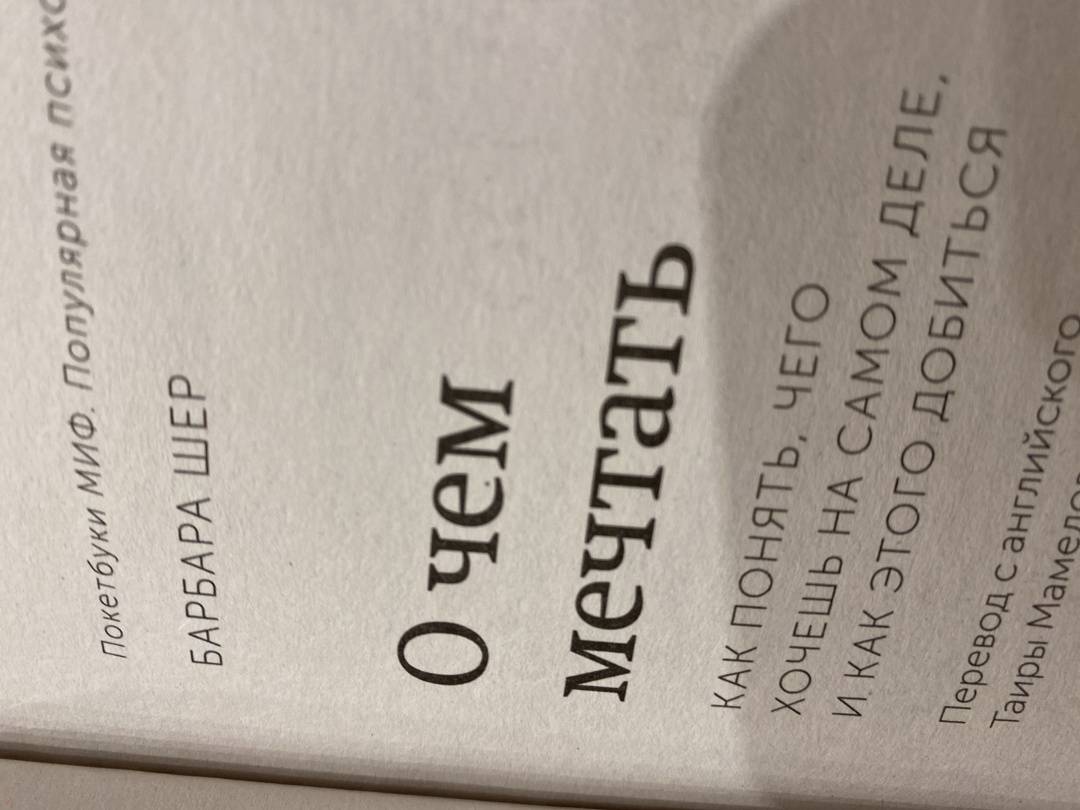 Покетбуки МИФ. Популярная
БАРБАРА ШЕР
О чем
мечтать
КАК ПОНЯТЬ, ЧЕГО
ХОЧЕШЬ НА САМОМ ДЕЛЕ,
И КАК ЭТОГО ДОБИТЬСЯ
Перевод с английского
Таиры